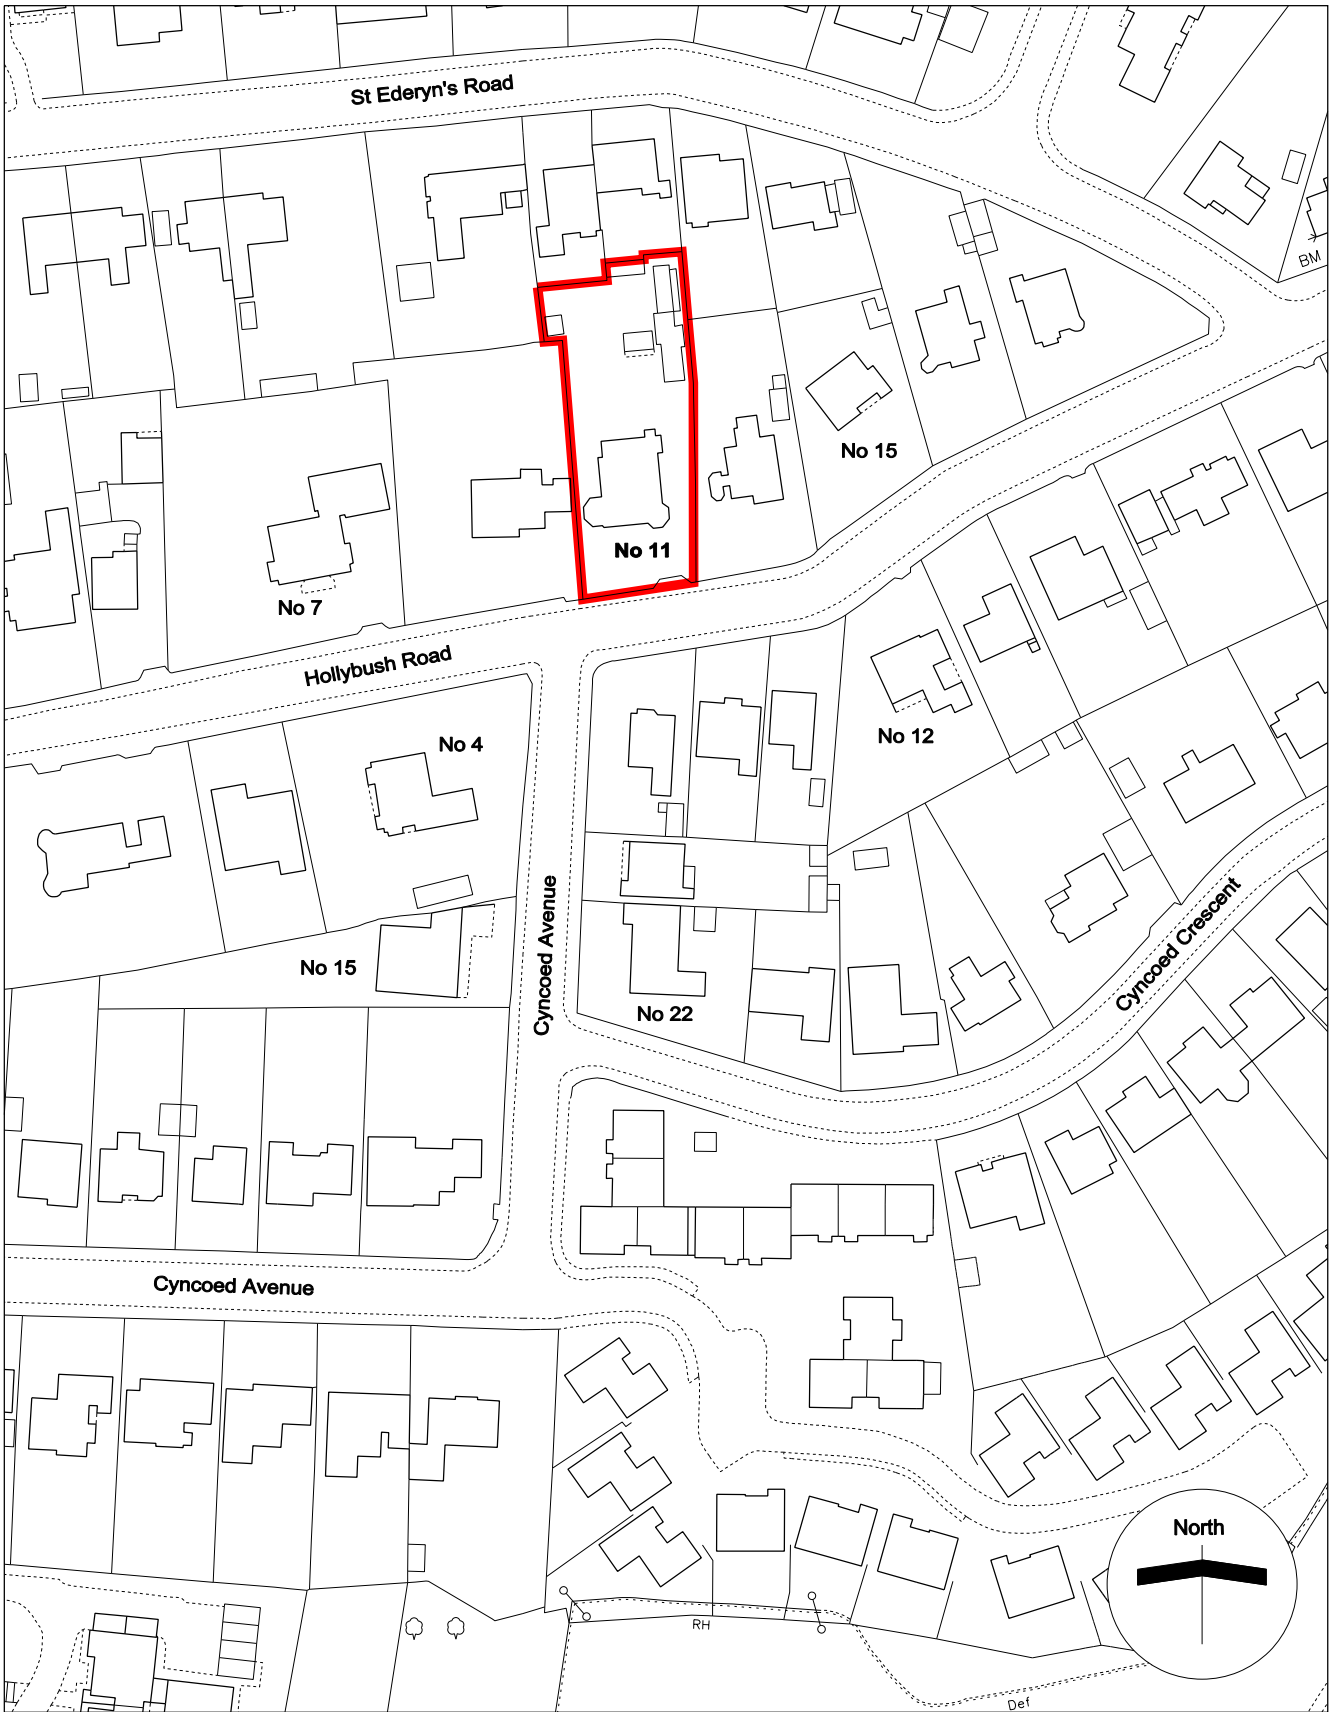 St Ederyn's Road
BM
No 15
No 11
No 7
Hollybush Road
No 4
No 12
Cyncoed Avenue
Cyncoed Crescent
No 15
No 22
Cyncoed Avenue
North
RH
Def